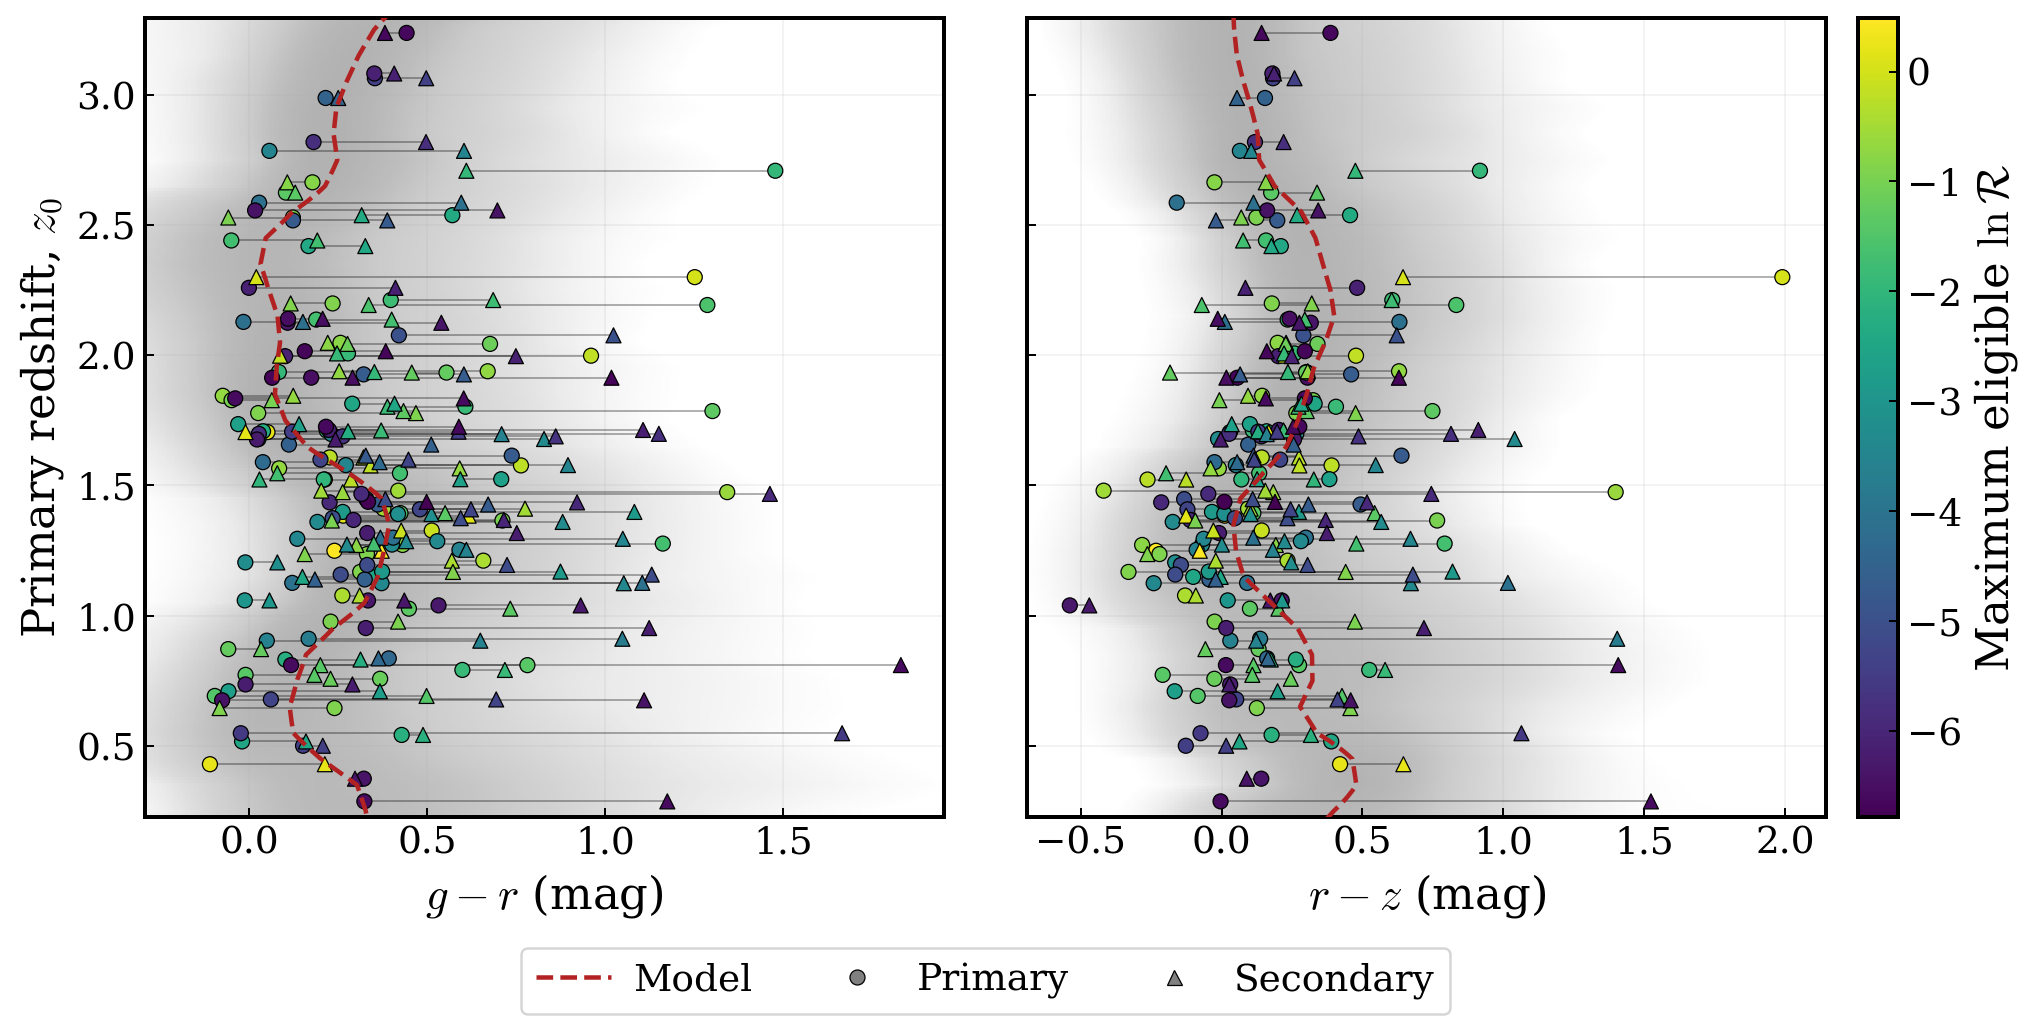 Primary redshift, z₀
3.0
2.5
2.0
1.5
1.0
0.5
0.0 0.5 1.0 1.5
g − r (mag)
−0.5 0.0 0.5 1.0 1.5 2.0
r − z (mag)
0
−1
−2
−3
−4
−5
−6
Maximum eligible ln ℛ
Model Primary Secondary